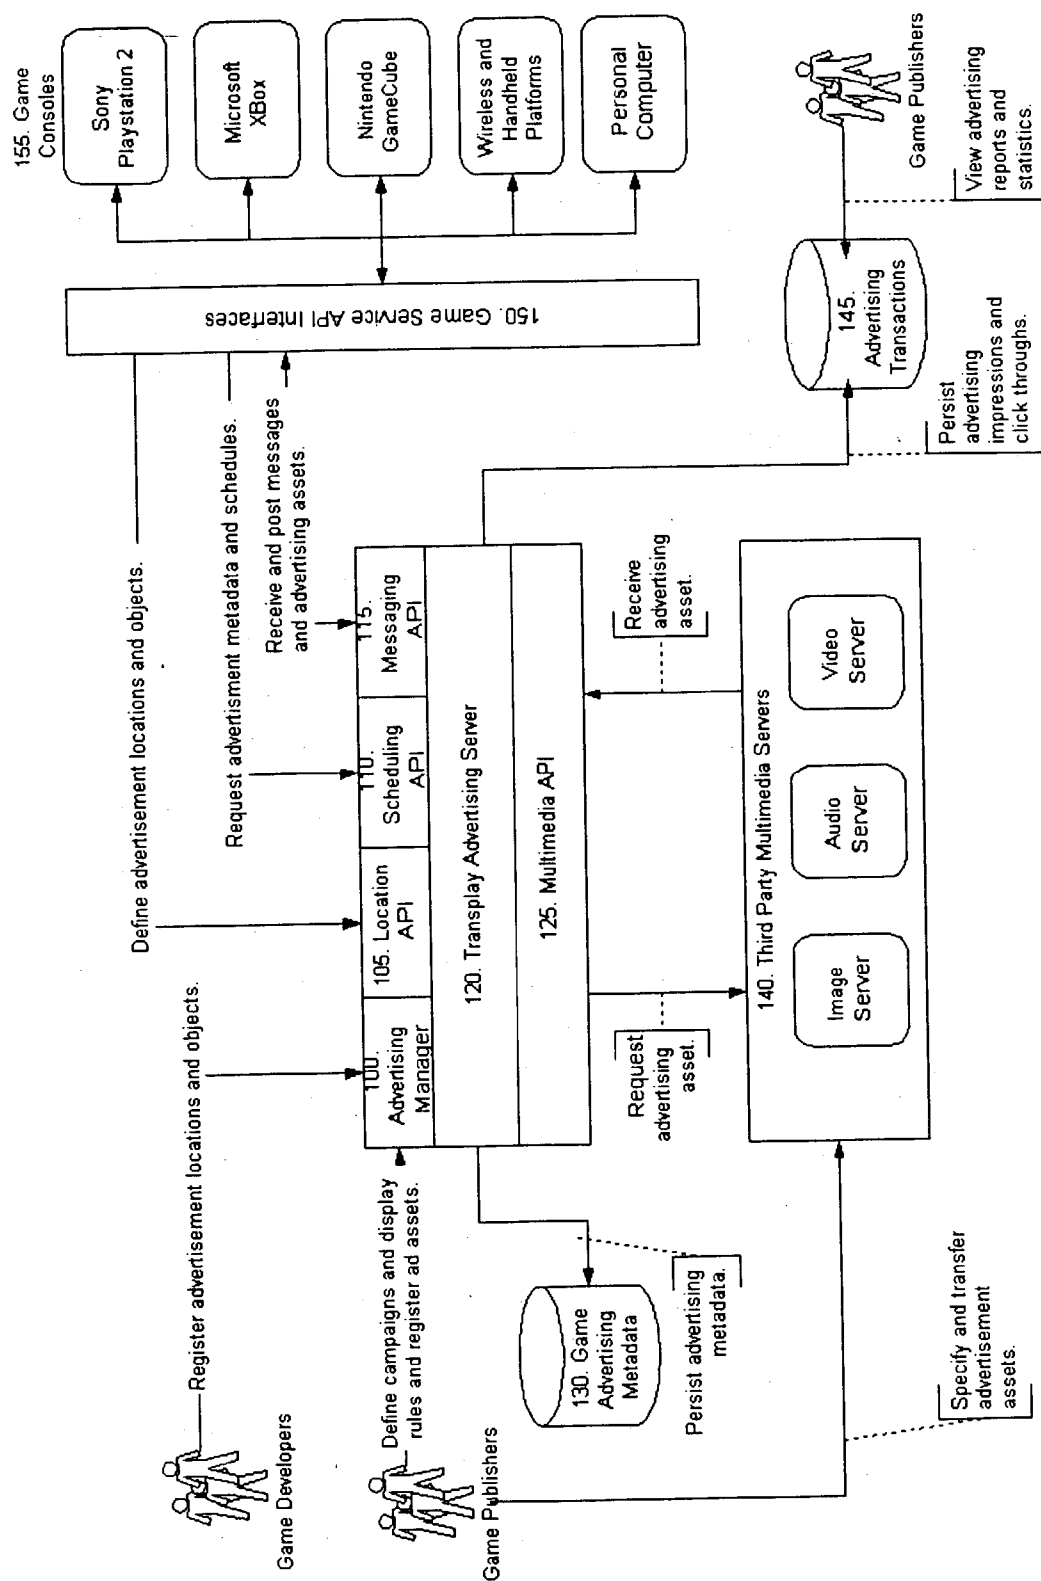 155. Game
Consoles
Sony
Playstation 2
Microsoft
XBox
Nintendo
GameCube
Wireless and
Handheld
Platforms
Personal
Computer
150. Game Service API Interfaces
Define advertisement locations and objects.
Request advertisment metadata and schedules.
Receive and post messages
and advertising assets.
Register advertisement locations and objects.
Game Developers
Define campaigns and display
rules and register ad assets.
Game Publishers
100.
Advertising
Manager
105. Location
API
110.
Scheduling
API
115.
Messaging
API
120. Transplay Advertising Server
125. Multimedia API
130. Game
Advertising
Metadata
Persist advertising
metadata.
Request
advertising
asset.
Receive
advertising
asset.
140. Third Party Multimedia Servers
Image
Server
Audio
Server
Video
Server
Specify and transfer
advertisement
assets.
145.
Advertising
Transactions
Persist
advertising
impressions and
click throughs.
Game Publishers
View advertising
reports and
statistics.